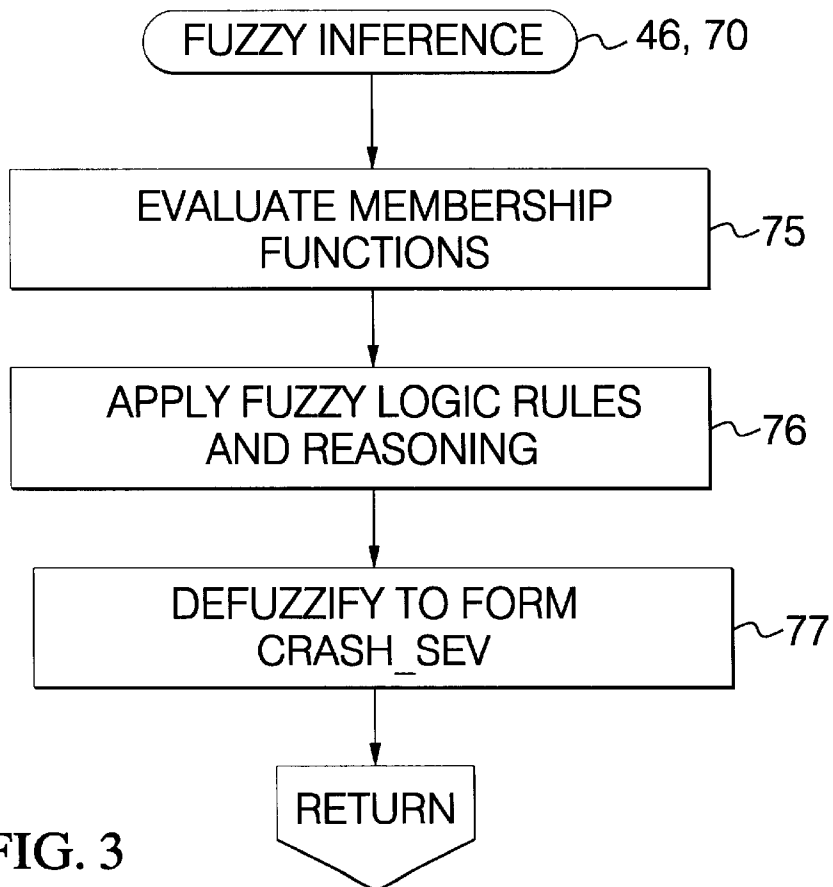 FUZZY INFERENCE
46, 70
EVALUATE MEMBERSHIP
FUNCTIONS
75
APPLY FUZZY LOGIC RULES
AND REASONING
76
DEFUZZIFY TO FORM
CRASH_SEV
77
RETURN
FIG. 3